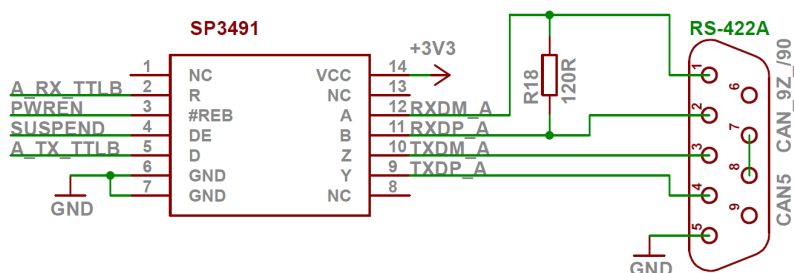 SP3491
+3V3
RS-422A
1 NC VCC 14
A_RX_TTLB 2 R NC 13
PWREN 3 #REB A 12 RXDM_A
SUSPEND 4 DE B 11 RXDP_A
A_TX_TTLB 5 D Z 10 TXDM_A
6 GND Y 9 TXDP_A
7 GND NC 8
GND
R18
120R
1
2
3
4
5
6
7
8
9
GND
CAN_9Z_/90
CAN5